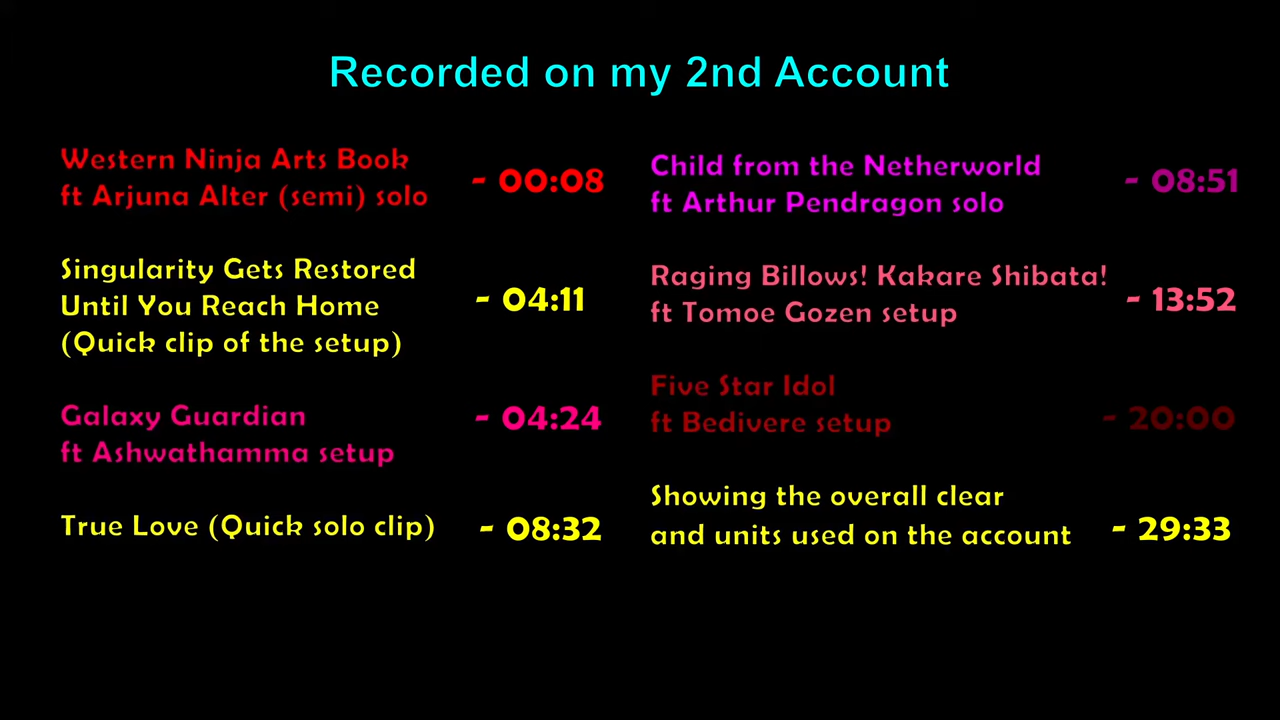 Recorded on my 2nd Account
Western Ninja Arts Book
ft Arjuna Alter (semi) solo
- 00:08
Singularity Gets Restored
Until You Reach Home
(Quick clip of the setup)
- 04:11
Galaxy Guardian
ft Ashwathamma setup
- 04:24
True Love (Quick solo clip)
- 08:32
Child from the Netherworld
ft Arthur Pendragon solo
- 08:51
Raging Billows! Kakare Shibata!
ft Tomoe Gozen setup
- 13:52
Five Star Idol
ft Bedivere setup
- 20:00
Showing the overall clear
and units used on the account
- 29:33